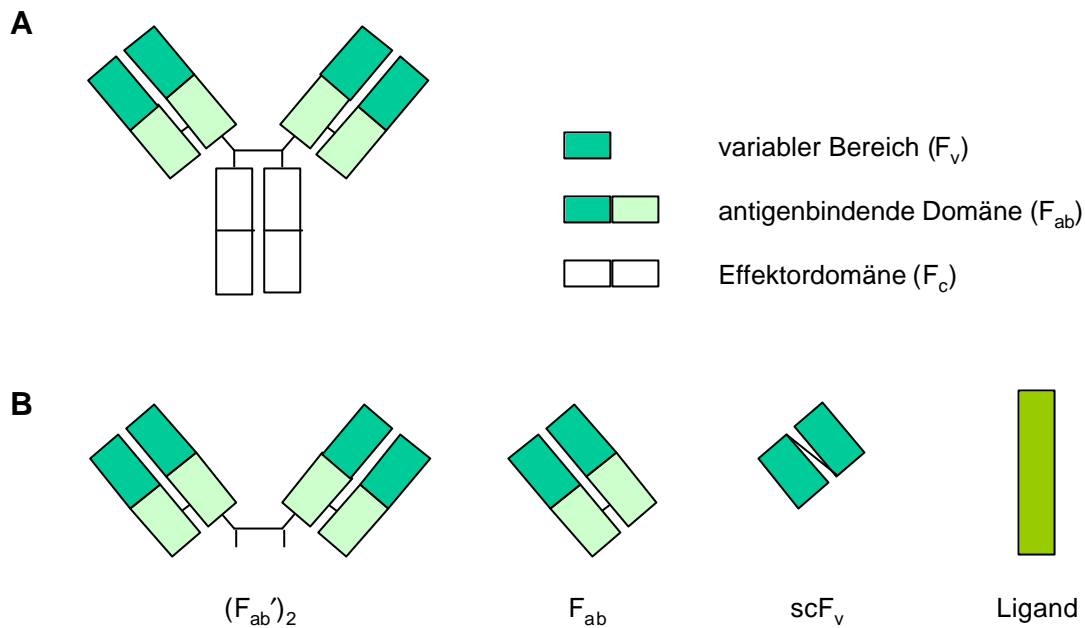 A
variabler Bereich (Fv)
antigenbindende Domäne (Fab)
Effektordomäne (Fc)
B
(Fab′)2
Fab
scFv
Ligand